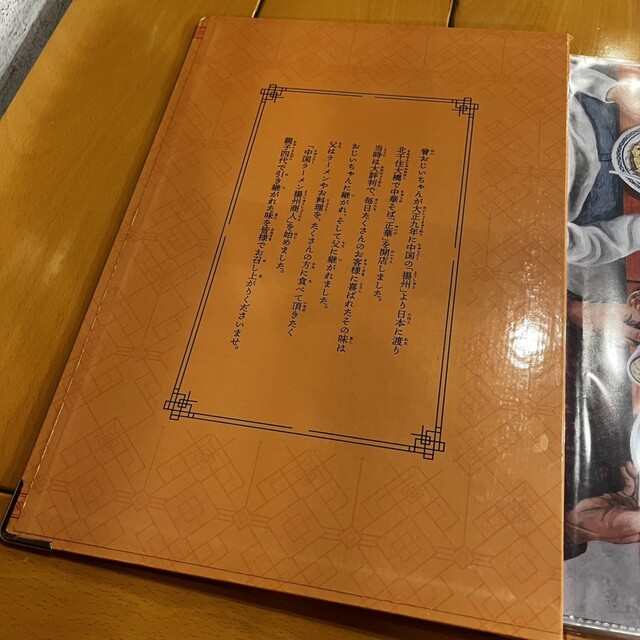 曾おじいちゃんが大正九年に中国の「揚州」より日本に渡り
北千住大橋で中華そば「正華」を開店しました。
当時は大評判で、毎日たくさんのお客様に喜ばれたその味は
おじいちゃんに継がれ、そして父に継がれました。
父はラーメンやお料理を、たくさんの方に食べて頂きたく
「中国ラーメン揚州商人」を始めました。
親子四代で引き継がれた味を皆様でお召し上がりくださいませ。